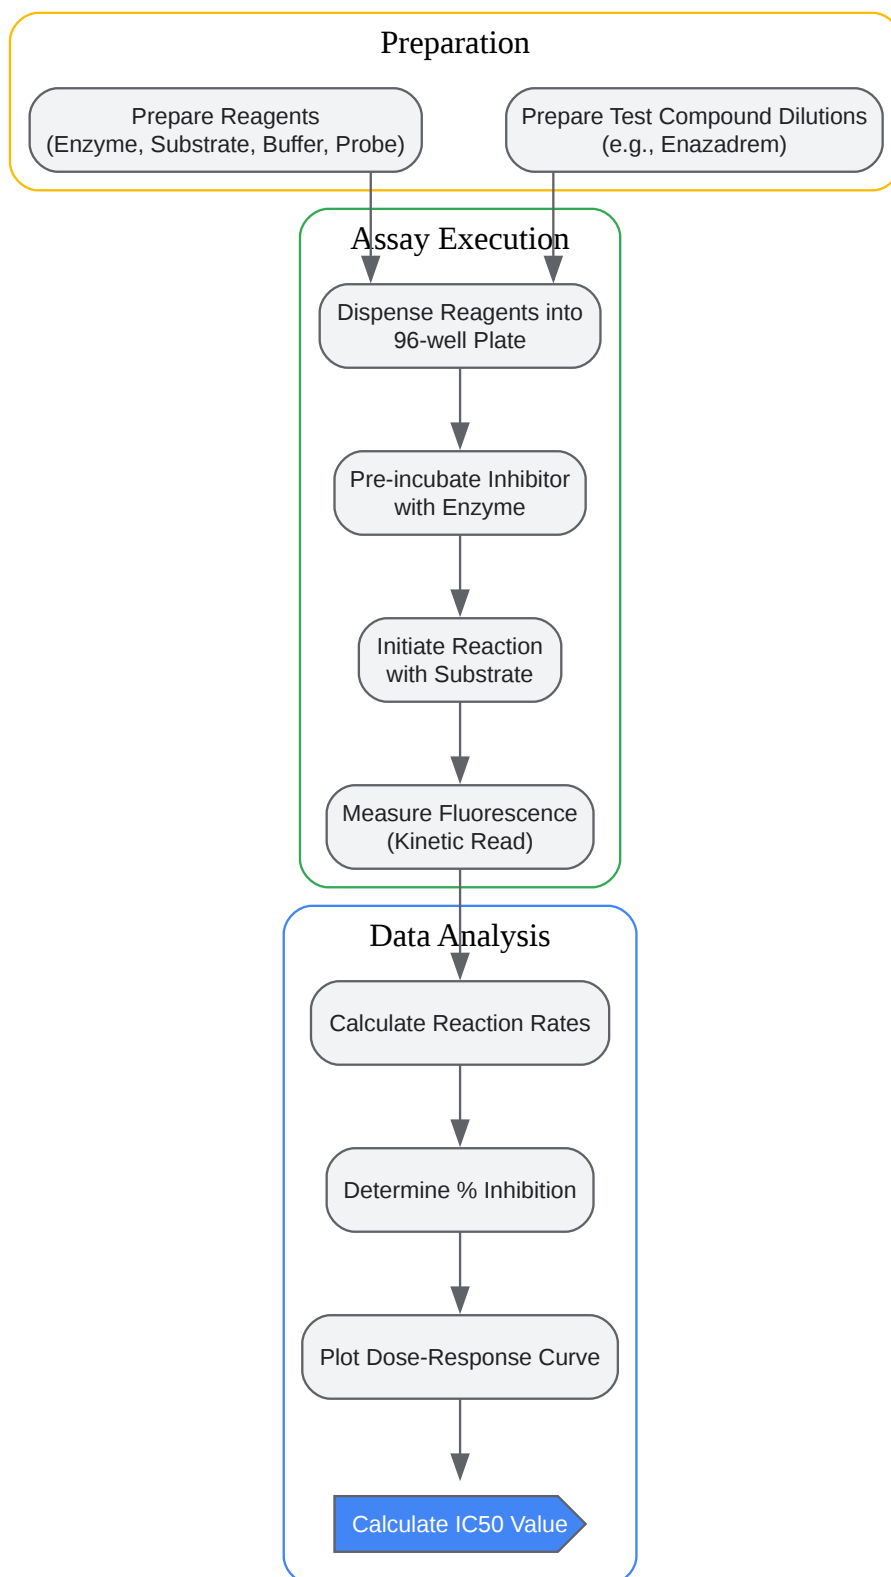 Preparation
Prepare Reagents
(Enzyme, Substrate, Buffer, Probe)
Prepare Test Compound Dilutions
(e.g., Enazadrem)
Assay Execution
Dispense Reagents into
96-well Plate
Pre-incubate Inhibitor
with Enzyme
Initiate Reaction
with Substrate
Measure Fluorescence
(Kinetic Read)
Data Analysis
Calculate Reaction Rates
Determine % Inhibition
Plot Dose-Response Curve
Calculate IC50 Value